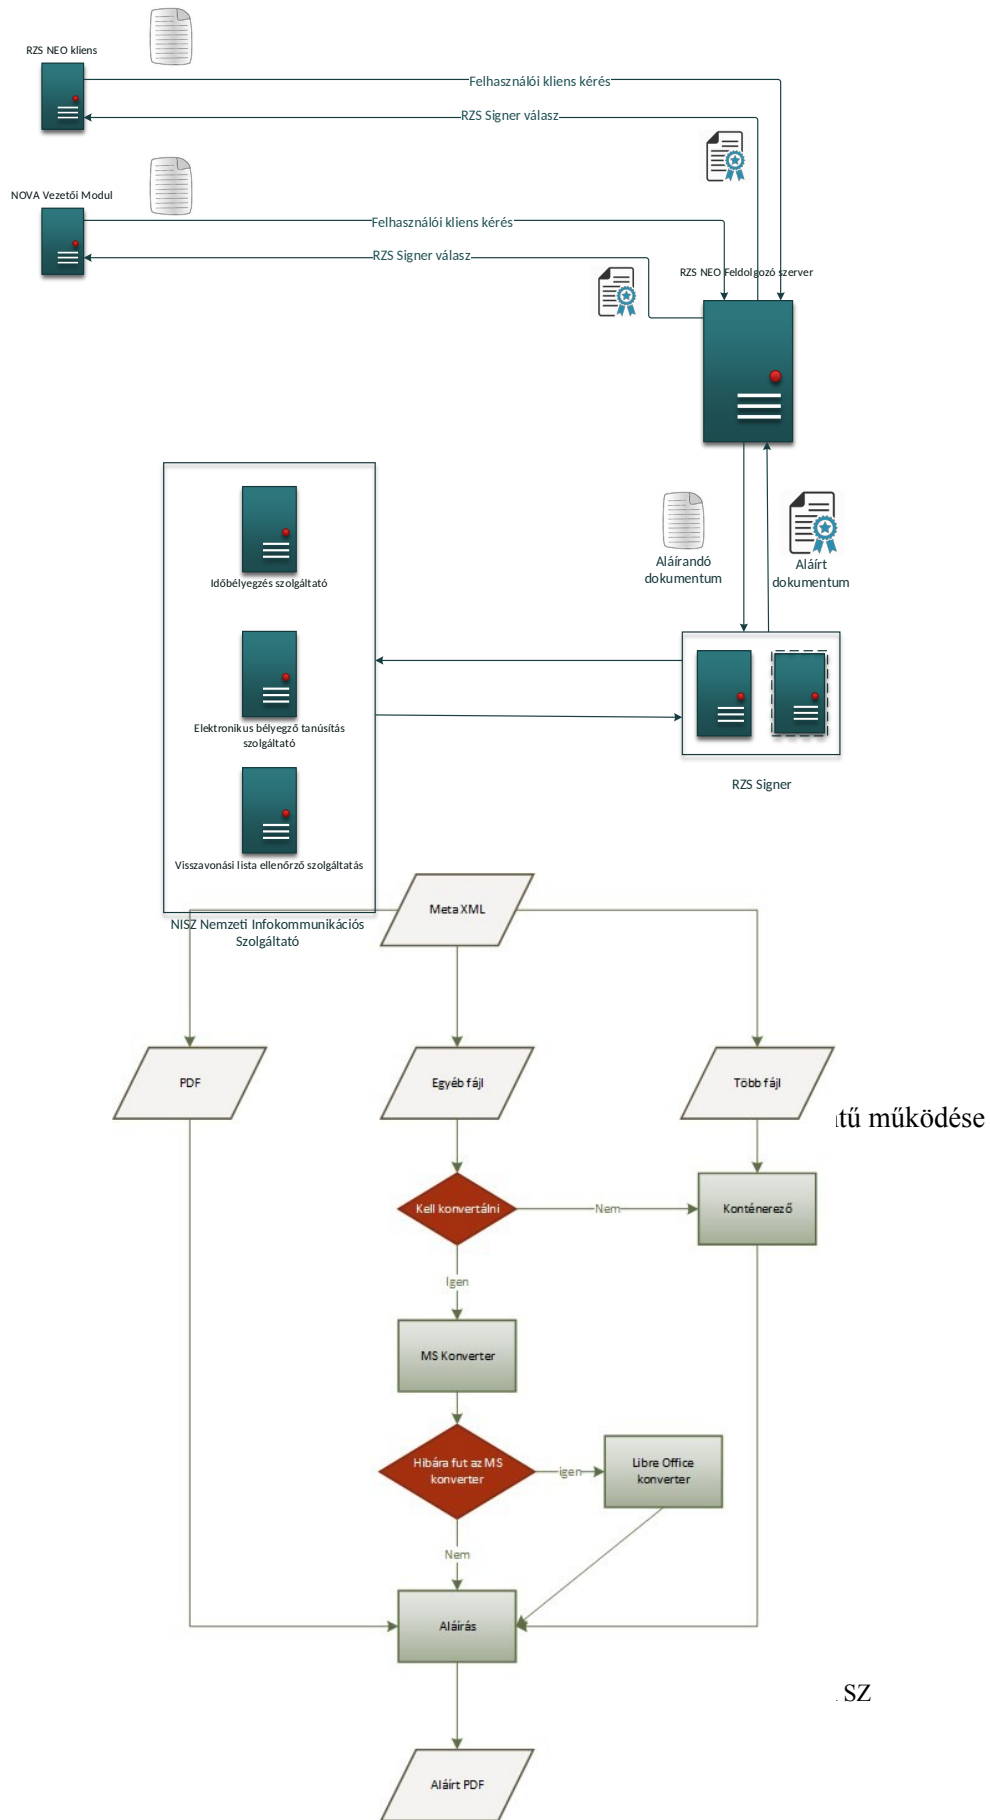 RZS NEO kliens
Felhasználói kliens kérés
RZS Signer válasz
NOVA Vezetői Modul
Felhasználói kliens kérés
RZS Signer válasz
RZS NEO Feldolgozó szerver
Időbélyegzés szolgáltató
Aláírandó
dokumentum
Aláírt
dokumentum
Elektronikus bélyegző tanúsítás
szolgáltató
RZS Signer
Visszavonási lista ellenőrző szolgáltatás
NISZ Nemzeti Infokommunikációs
Szolgáltató
Meta XML
PDF
Egyéb fájl
Több fájl
tű működése
Kell konvertálni
Nem
Konténerező
Igen
MS Konverter
Hibára fut az MS
konverter
igen
Libre Office
konverter
Nem
Aláírás
. SZ
Aláírt PDF